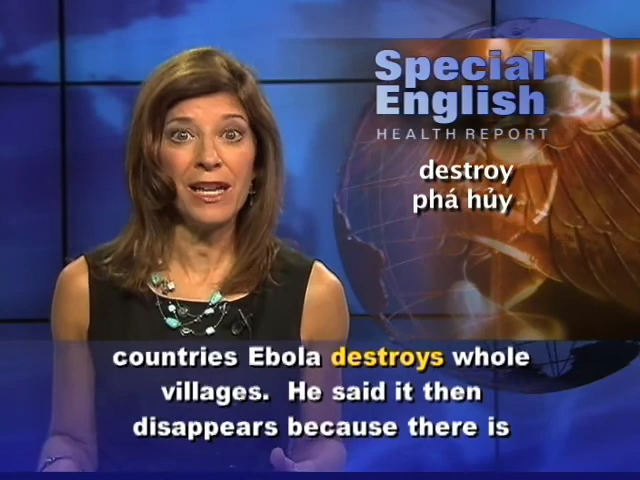 Special
English
HEALTH REPORT
destroy
phá hủy
countries Ebola destroys whole
villages.  He said it then
disappears because there is